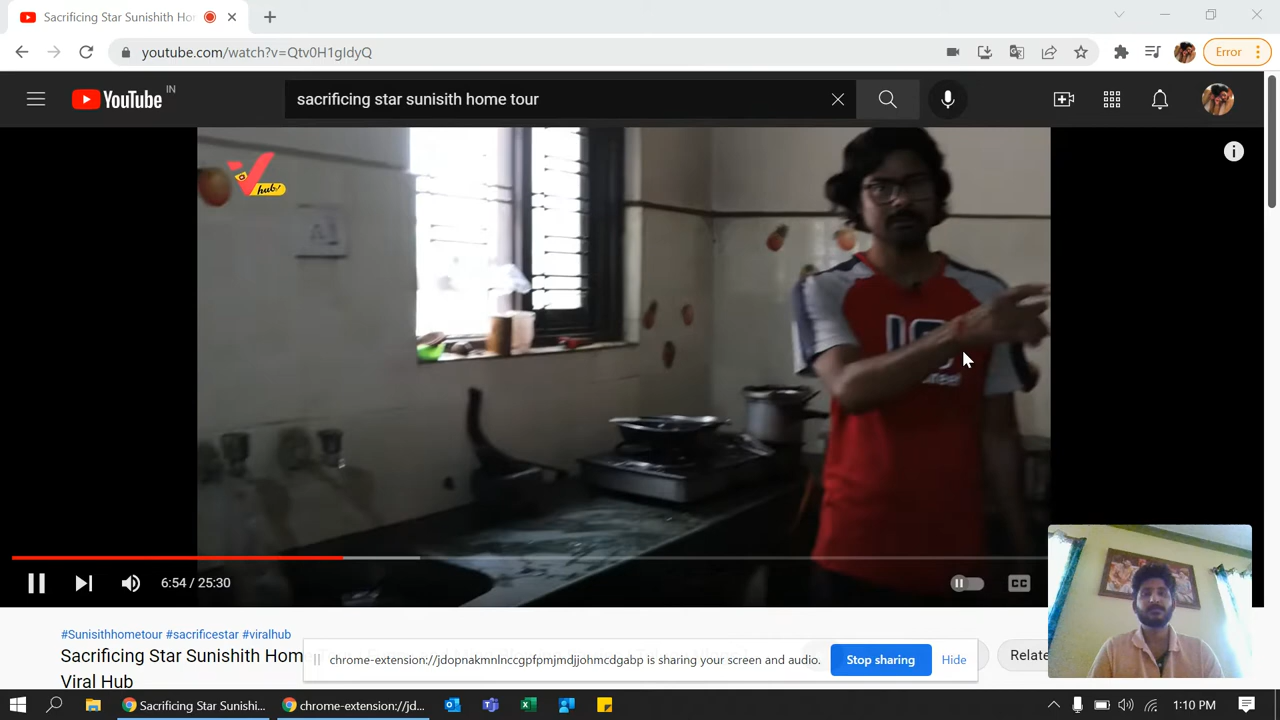 Sacrificing Star Sunishith Ho
youtube.com/watch?v=Qtv0H1gIdyQ
Error
YouTube IN
sacrificing star sunisith home tour
hub!
6:54 / 25:30
CC
#Sunisithhometour #sacrificestar #viralhub
Sacrificing Star Sunishith Hom
Viral Hub
chrome-extension://jdopnakmnlnccgpfpmjmdjjohmcdgabp is sharing your screen and audio.
Stop sharing
Hide
Relate
Sacrificing Star Sunishi...
chrome-extension://jd...
1:10 PM